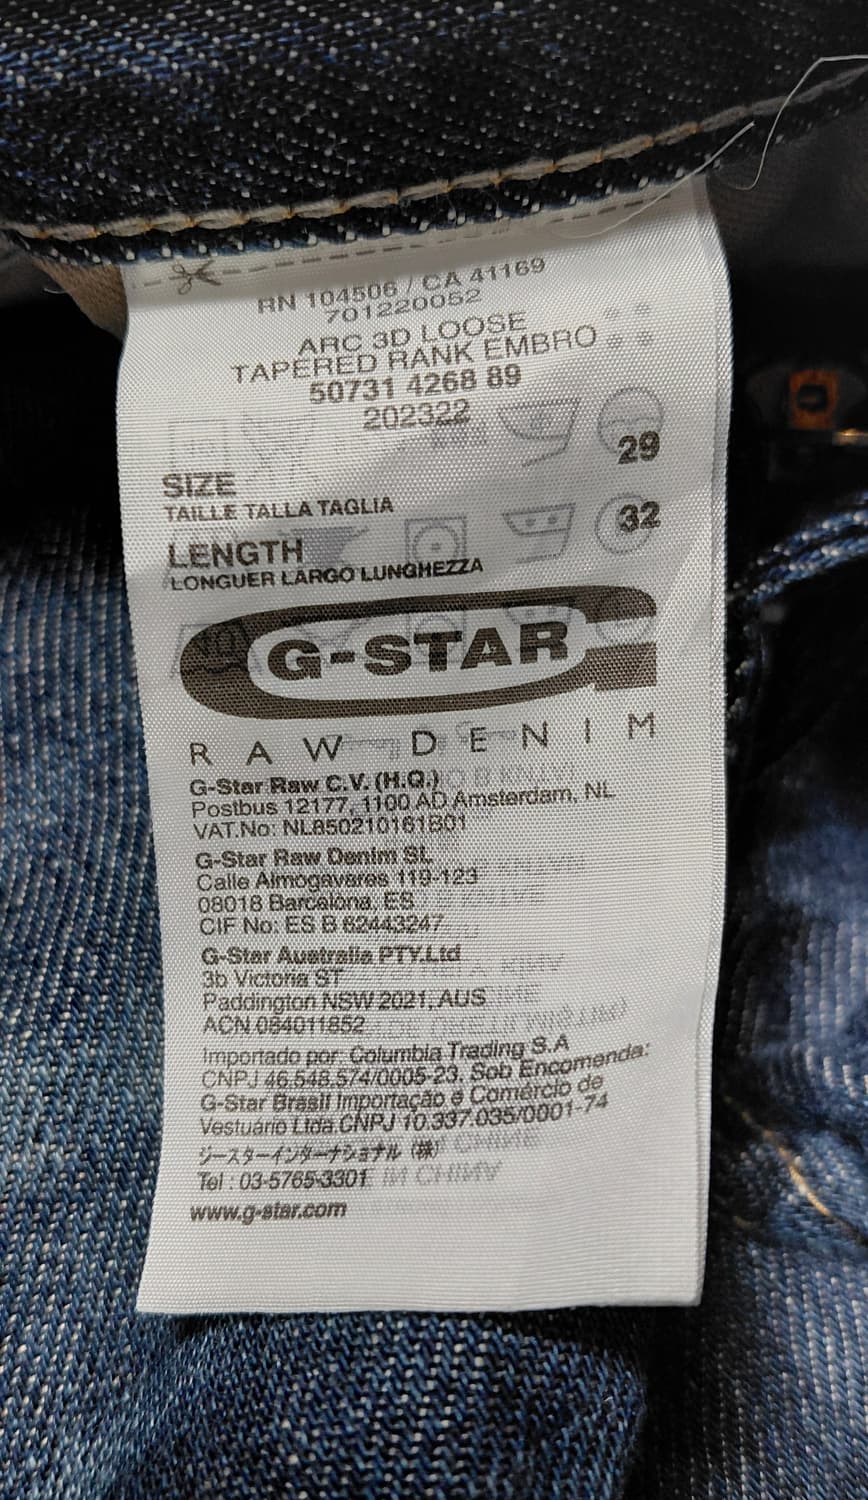 RN 104506 / CA 41169
701220052
ARC 3D LOOSE
TAPERED RANK EMBRO
50731 4268 89
202322
29
SIZE
TAILLE TALLA TAGLIA
32
LENGTH
LONGUER LARGO LUNGHEZZA
G-STAR
RAW DENIM
G-Star Raw C.V. (H.Q.)
Postbus 12177, 1100 AD Amsterdam, NL
VAT.No: NL850210161B01
G-Star Raw Denim SL
Calle Almogavares 119-123
08018 Barcelona, ES
CIF No: ES B 62443247
G-Star Australia PTY.Ltd
3b Victoria ST
Paddington NSW 2021, AUS
ACN 084011852
Importado por: Columbia Trading S.A
CNPJ 46.548.574/0005-23. Sob Encomenda:
G-Star Brasil Importação e Comércio de
Vestuário Ltda CNPJ 10.337.035/0001-74
ジースターインターナショナル (株)
Tel : 03-5765-3301
www.g-star.com